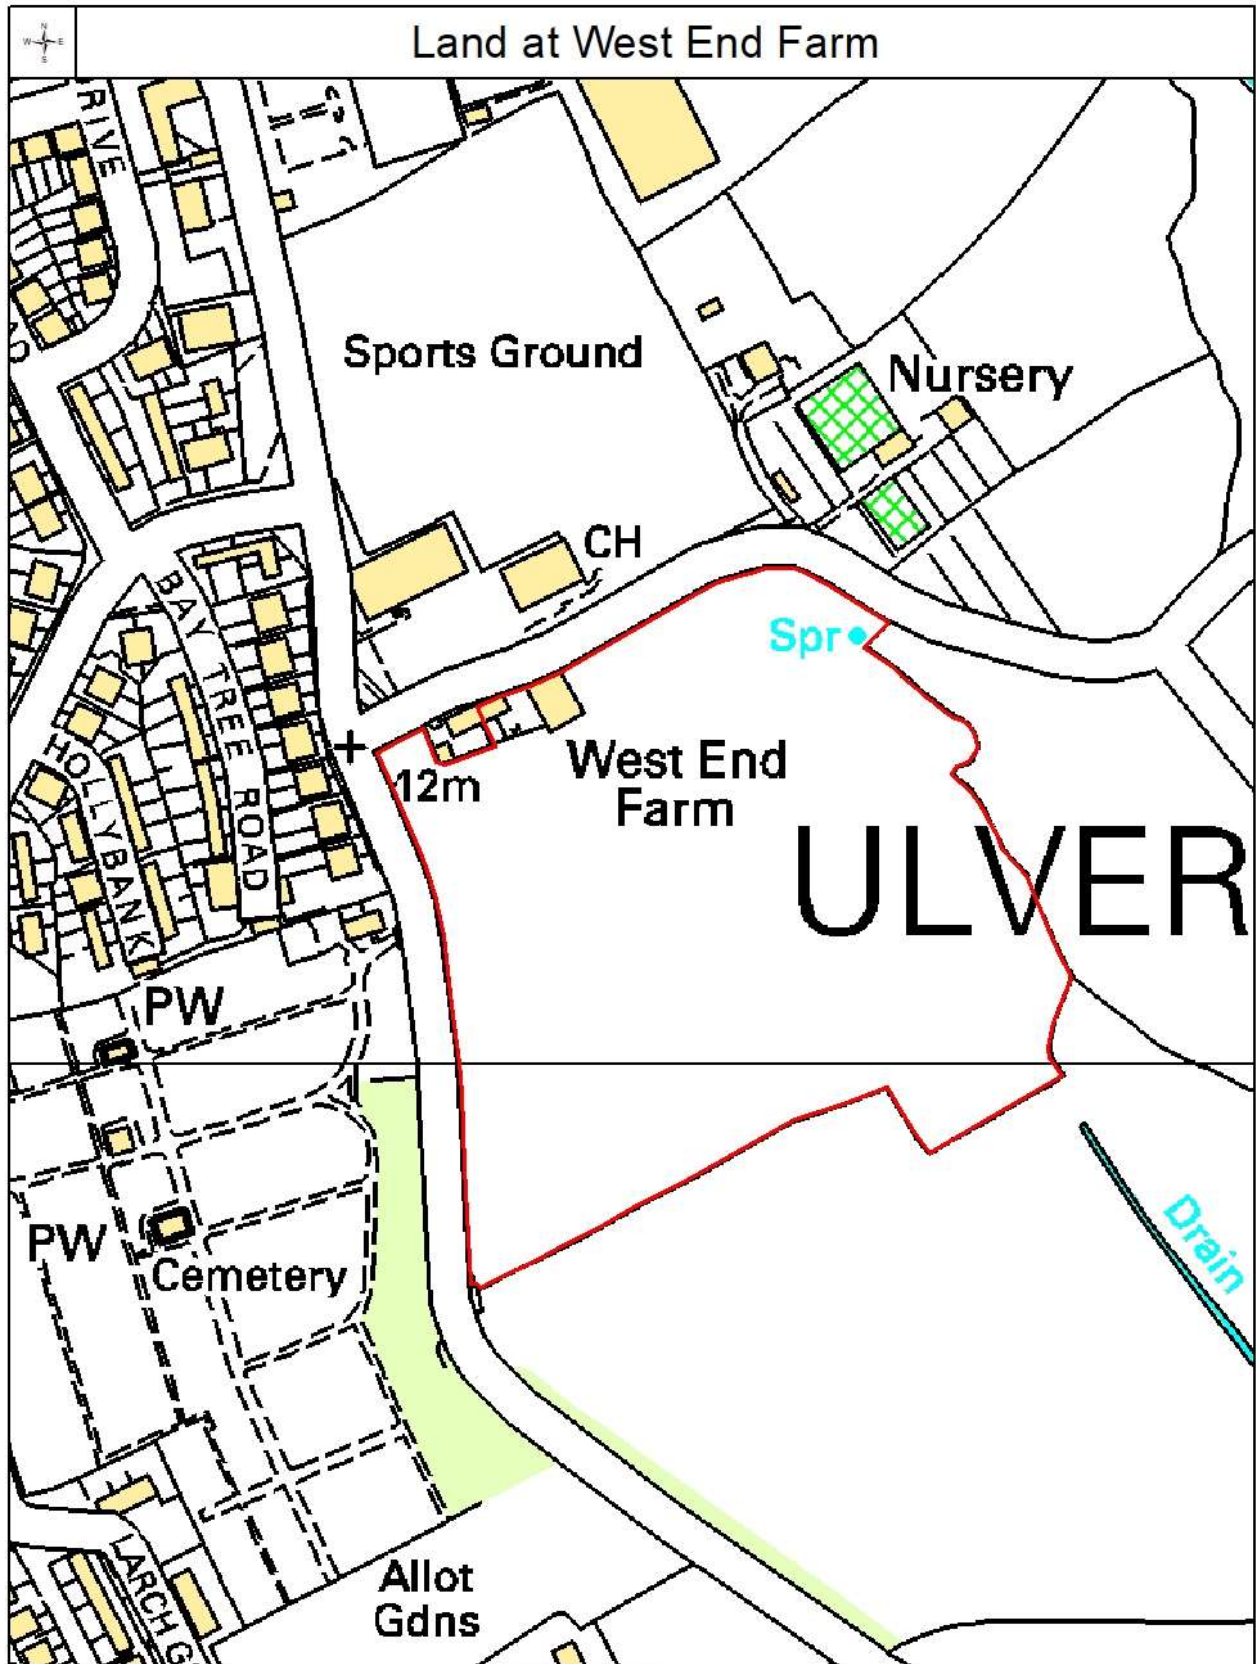 N
W E
S
Land at West End Farm
RIVE
Sports Ground
Nursery
CH
BAY TREE ROAD
Spr
HOLLYBANK
12m
West End
Farm
ULVER
PW
PW
Cemetery
Drain
Allot
Gdns
ARCH G